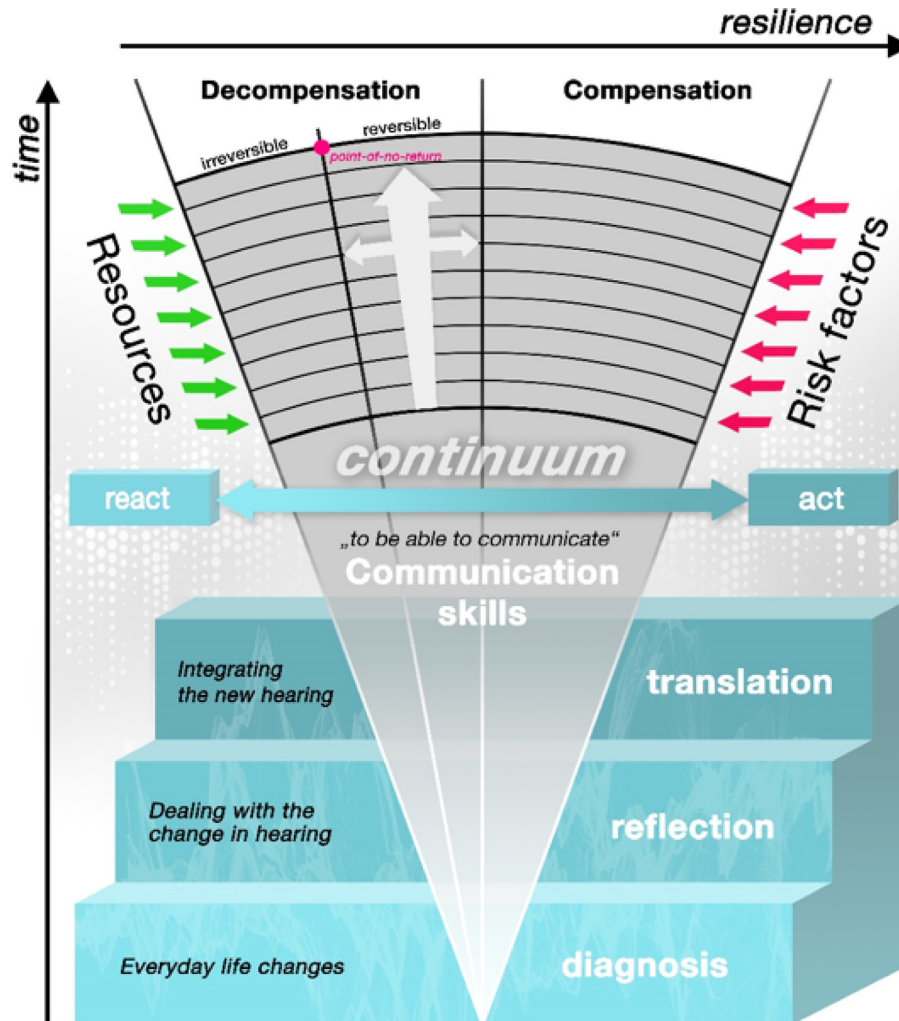 resilience
time
Decompensation
Compensation
irreversible
reversible
point-of-no-return
Resources
Risk factors
continuum
react
act
„to be able to communicate“
Communication
skills
Integrating
the new hearing
translation
Dealing with the
change in hearing
reflection
Everyday life changes
diagnosis